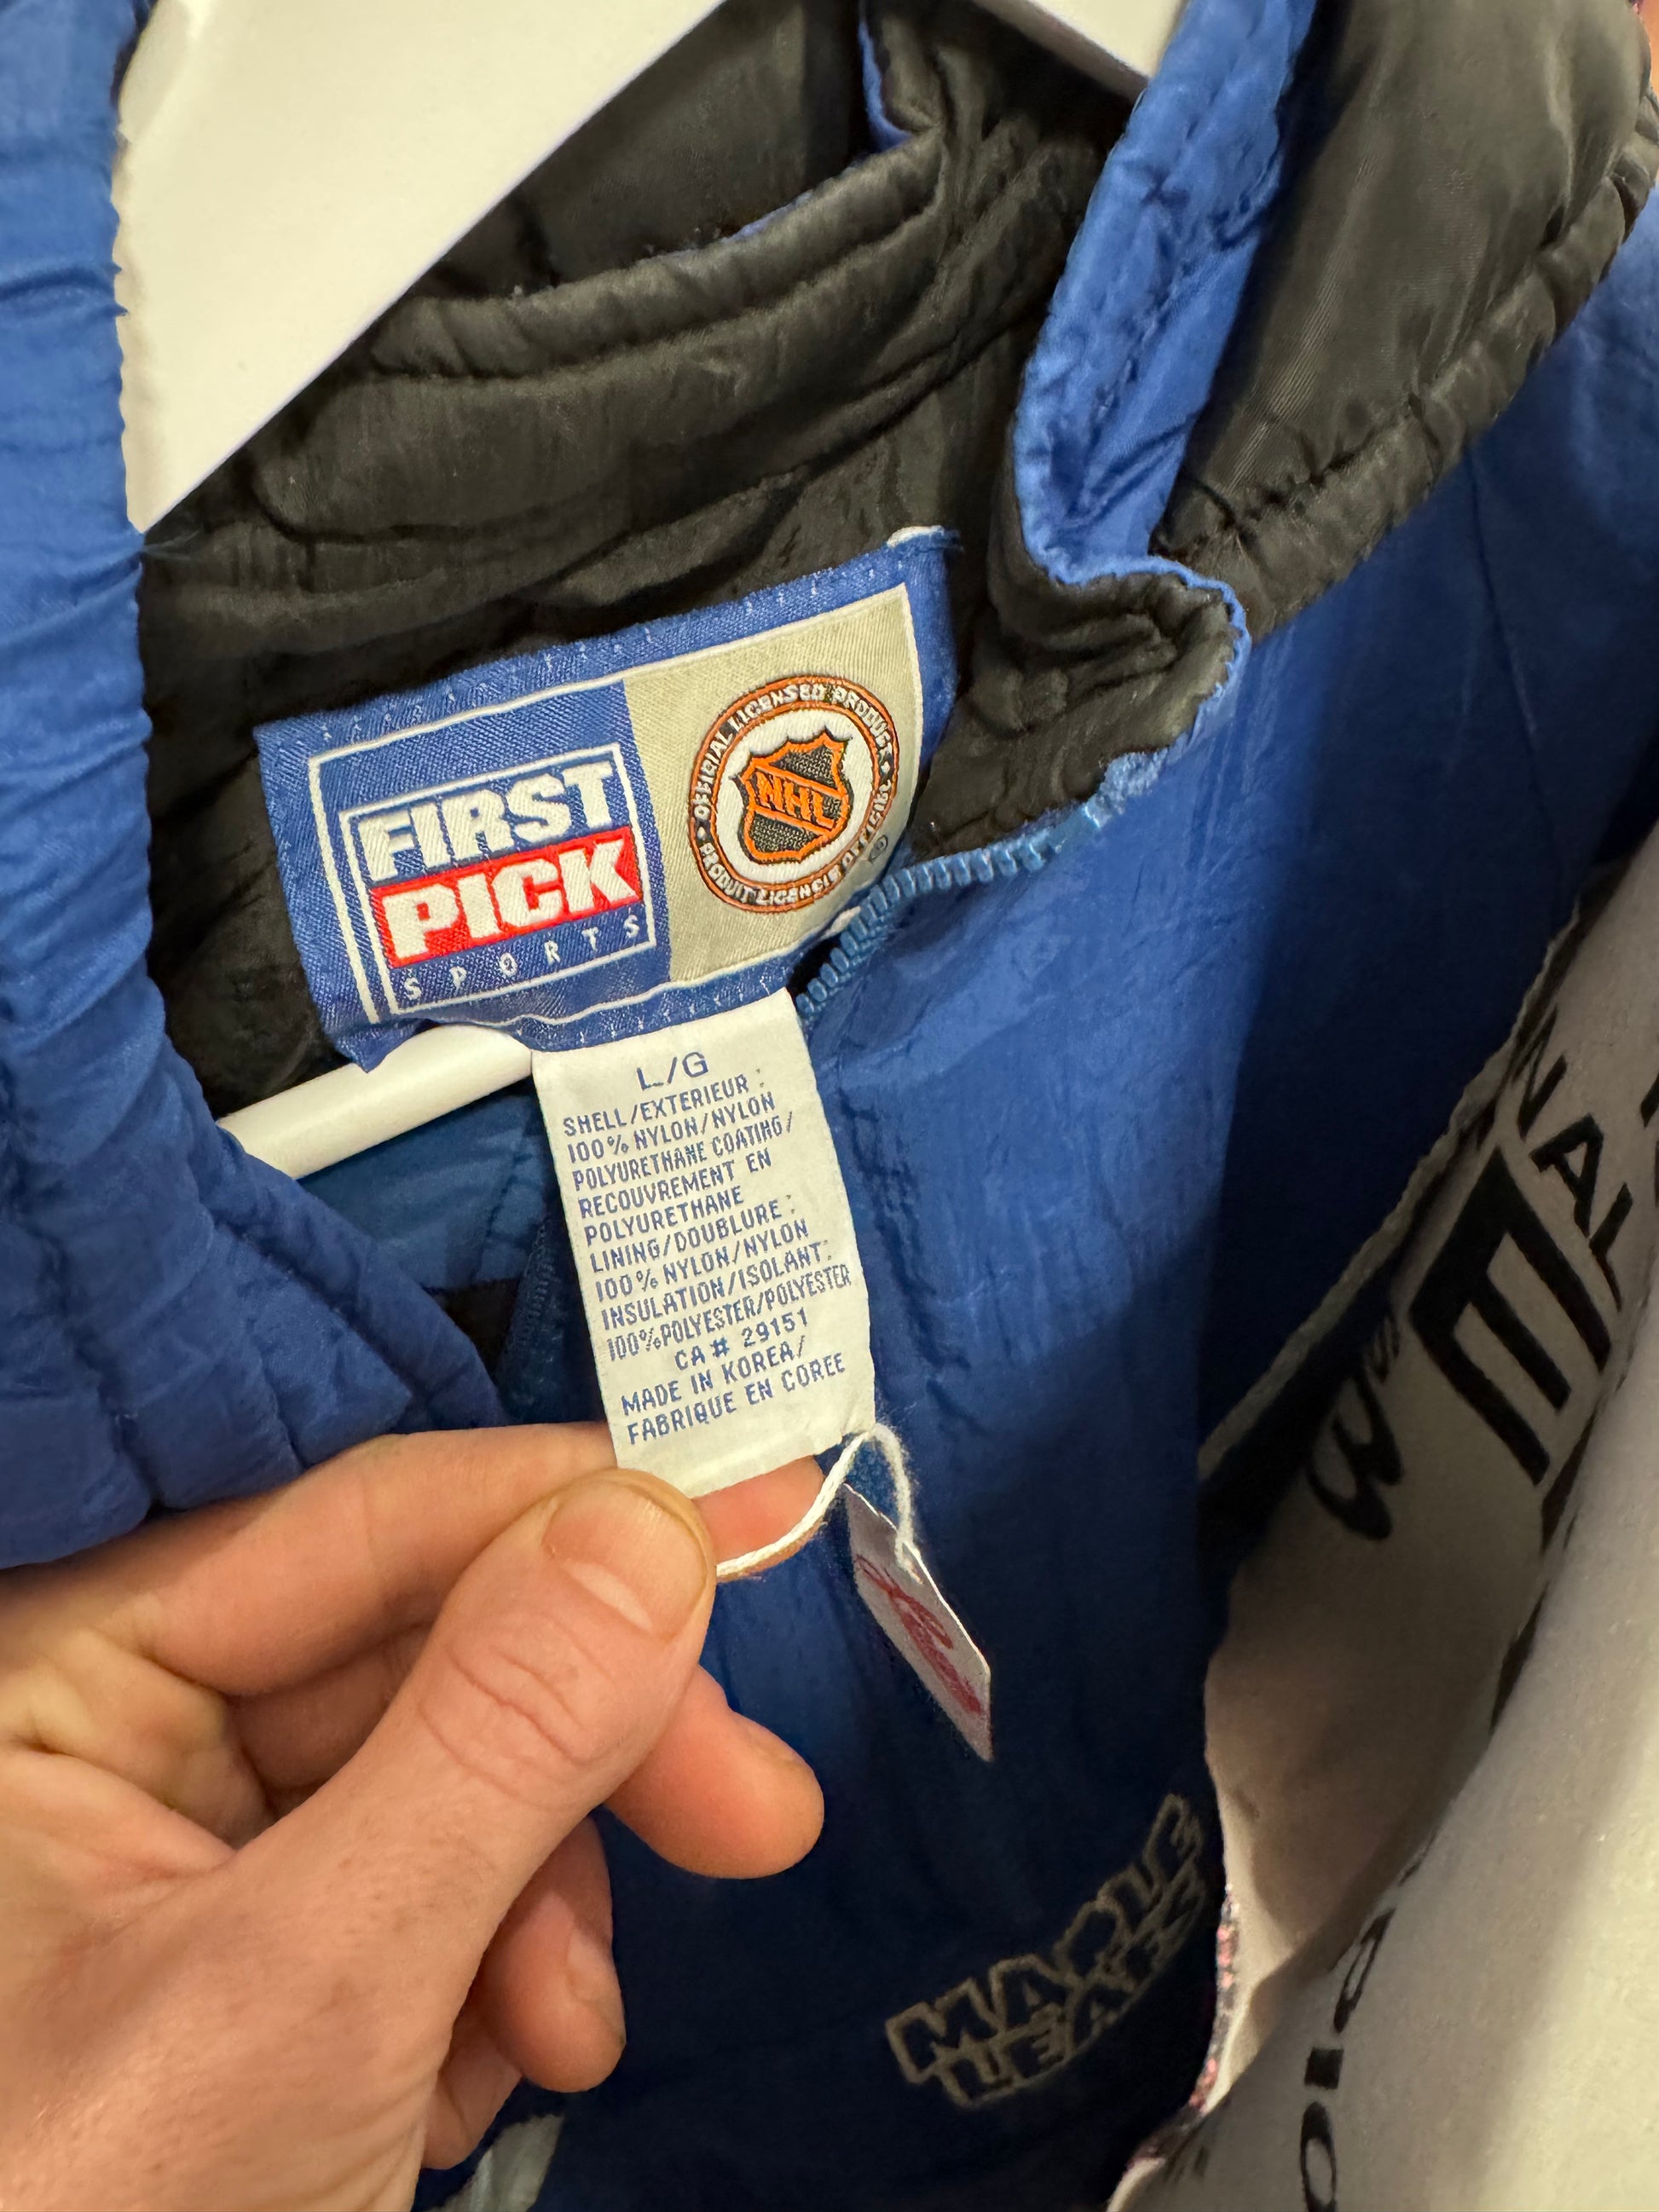 FIRST
PICK
SPORTS
OFFICIAL LICENSED PRODUCT
NHL
PRODUIT LICENCIE OFFICIEL
L/G
SHELL/EXTERIEUR :
100% NYLON/NYLON
POLYURETHANE COATING/
RECOUVREMENT EN
POLYURETHANE
LINING/DOUBLURE :
100% NYLON/NYLON
INSULATION/ISOLANT:
100%POLYESTER/POLYESTER
CA # 29151
MADE IN KOREA/
FABRIQUE EN COREE
MAPLE
LEAFS